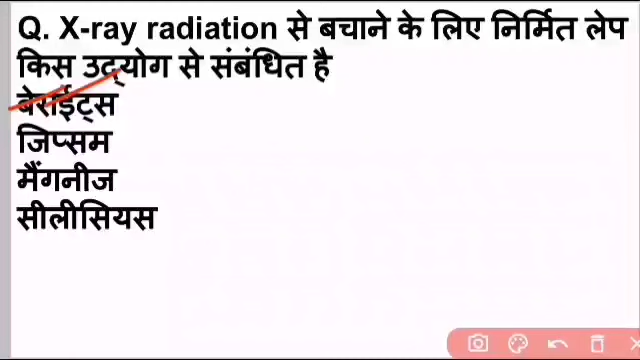 Q. X-ray radiation से बचाने के लिए निर्मित लेप
किस उद्योग से संबंधित है
बेराईट्स
जिप्सम
मैंगनीज
सीलीसियस